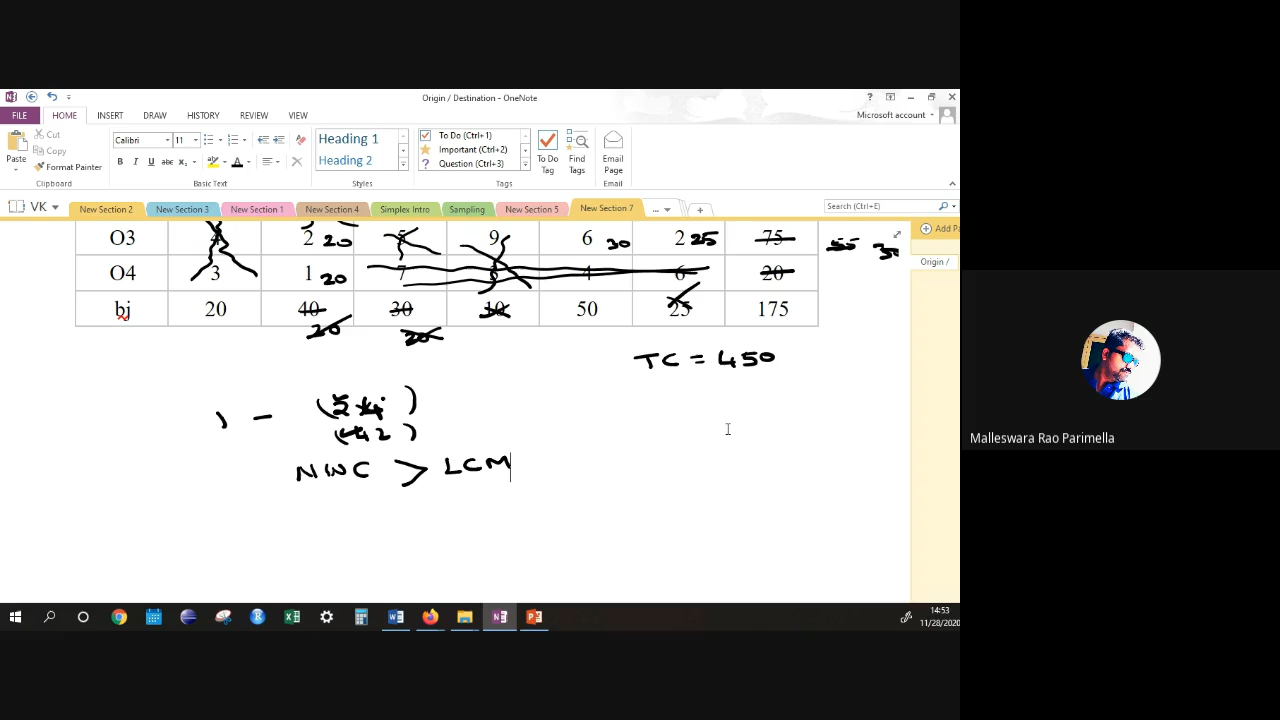 Origin / Destination - OneNote
FILE HOME INSERT DRAW HISTORY REVIEW VIEW Microsoft account
Paste Cut Copy Format Painter
Calibri 11
B I U abc X₂ A
Heading 1
Heading 2
To Do (Ctrl+1)
Important (Ctrl+2)
Question (Ctrl+3)
To Do Tag
Find Tags
Email Page
Clipboard Basic Text Styles Tags Email
VK New Section 2 New Section 3 New Section 1 New Section 4 Simplex Intro Sampling New Section 5 New Section 7 ... Search (Ctrl+E)
Add Pa
Origin /
O3 4 2 20 5 9 6 30 2 25 75 55
O4 3 1 20 7 4 6 20
bj 20 40 30 10 50 25 175
20 20
TC = 450
NWC > LCM
Malleswara Rao Parimella
14:53
11/28/2020